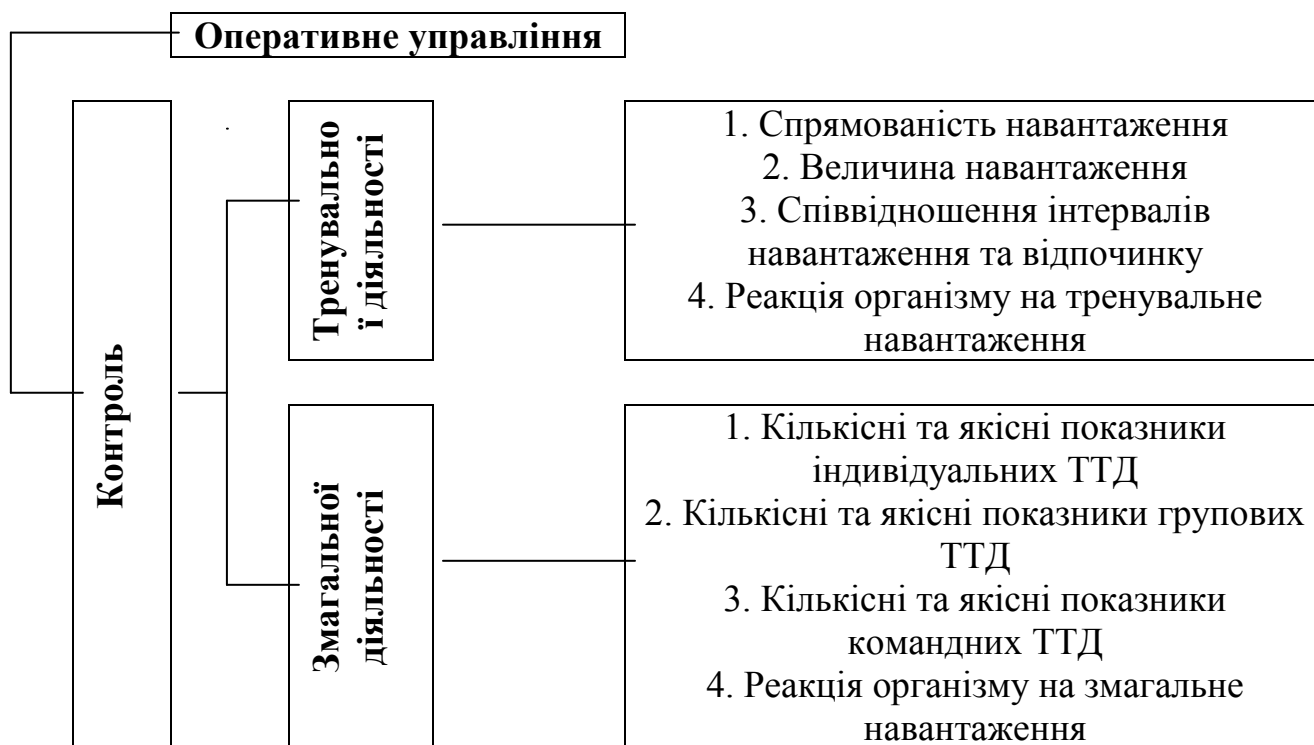 Оперативне управління
Контроль
Тренувально
ї діяльності
1. Спрямованість навантаження
2. Величина навантаження
3. Співвідношення інтервалів
навантаження та відпочинку
4. Реакція організму на тренувальне
навантаження
Змагальної
діяльності
1. Кількісні та якісні показники
індивідуальних ТТД
2. Кількісні та якісні показники групових
ТТД
3. Кількісні та якісні показники
командних ТТД
4. Реакція організму на змагальне
навантаження